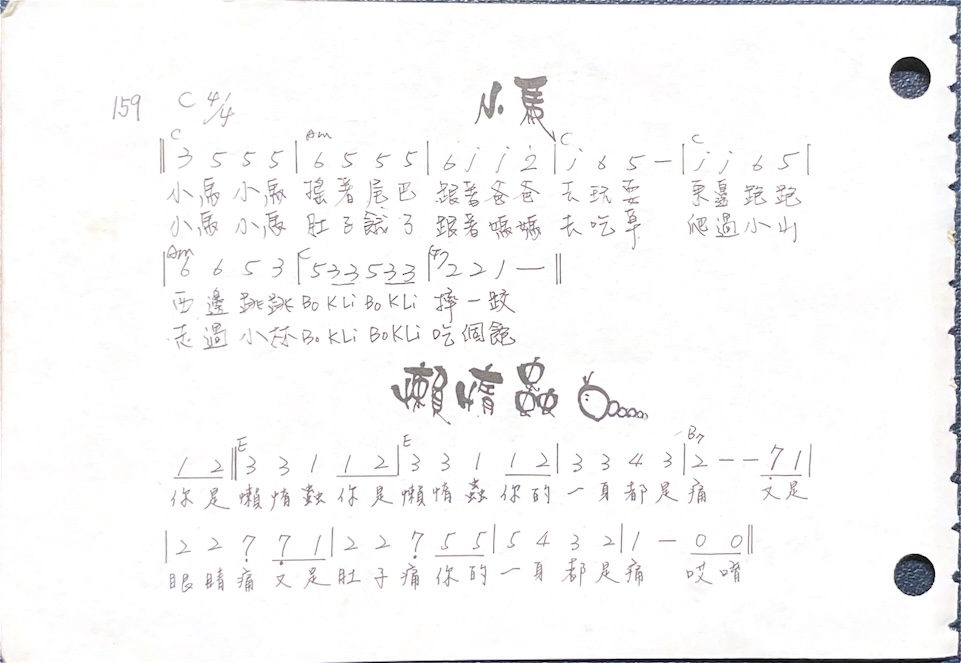 小馬
159 C 4/4
C Am C C
‖ 3 5 5 5 | 6 5 5 5 | 6 i i 2̇ | i 6 5 — | i i 6 5 |
小馬小馬 搖著尾巴 跟著爸爸 去玩耍 東邊跑跑
小馬小馬 肚子餓了 跟著媽媽 去吃草 爬過小山
Am C G7
| 6 6 5 3 | 5 3 3 5 3 3 | 2 2 1 — ‖
西邊跳跳 BoKLi BoKLi 摔一跤
走過小林 BoKLi BoKLi 吃個飽
懶惰蟲
E E B7
1 2 ‖ 3 3 1 1 2 | 3 3 1 1 2 | 3 3 4 3 | 2 — — 7̣ 1 |
你是懶惰蟲你是懶惰蟲 你的一身都是痛 又是
| 2 2 7̣ 7̣ 1 | 2 2 7̣ 5 5 | 5 4 3 2 | 1 — 0 0 ‖
眼睛痛 又是肚子痛 你的一身都是痛 哎唷